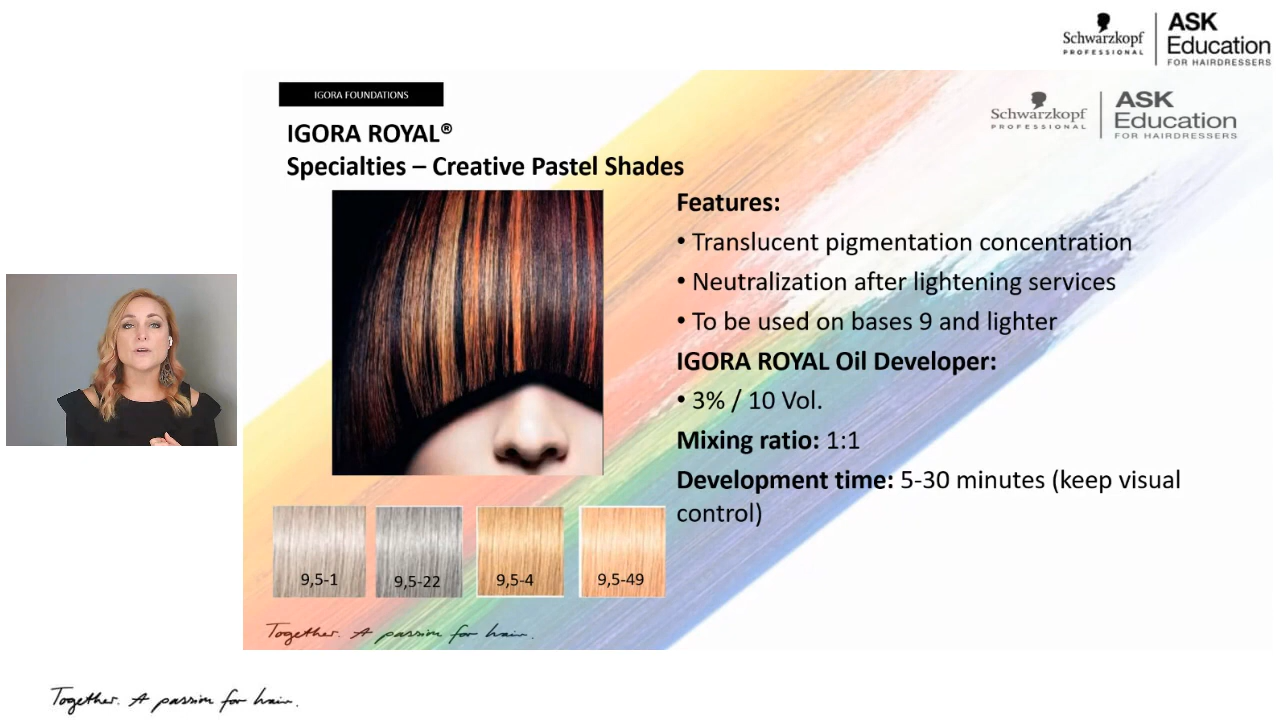 Schwarzkopf
PROFESSIONAL
ASK
Education
FOR HAIRDRESSERS
IGORA FOUNDATIONS
Schwarzkopf
PROFESSIONAL
ASK
Education
FOR HAIRDRESSERS
IGORA ROYAL®
Specialties – Creative Pastel Shades
Features:
• Translucent pigmentation concentration
• Neutralization after lightening services
• To be used on bases 9 and lighter
IGORA ROYAL Oil Developer:
• 3% / 10 Vol.
Mixing ratio: 1:1
Development time: 5-30 minutes (keep visual
control)
9,5-1
9,5-22
9,5-4
9,5-49
Together. A passion for hair.
Together. A passion for hair.